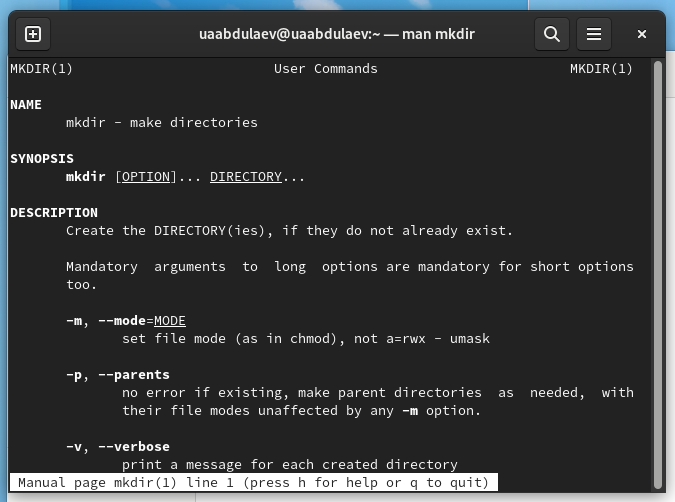 uaabdulaev@uaabdulaev:~ — man mkdir
MKDIR(1) User Commands MKDIR(1)
NAME
mkdir - make directories
SYNOPSIS
mkdir [OPTION]... DIRECTORY...
DESCRIPTION
Create the DIRECTORY(ies), if they do not already exist.
Mandatory arguments to long options are mandatory for short options
too.
-m, --mode=MODE
set file mode (as in chmod), not a=rwx - umask
-p, --parents
no error if existing, make parent directories as needed, with
their file modes unaffected by any -m option.
-v, --verbose
print a message for each created directory
Manual page mkdir(1) line 1 (press h for help or q to quit)